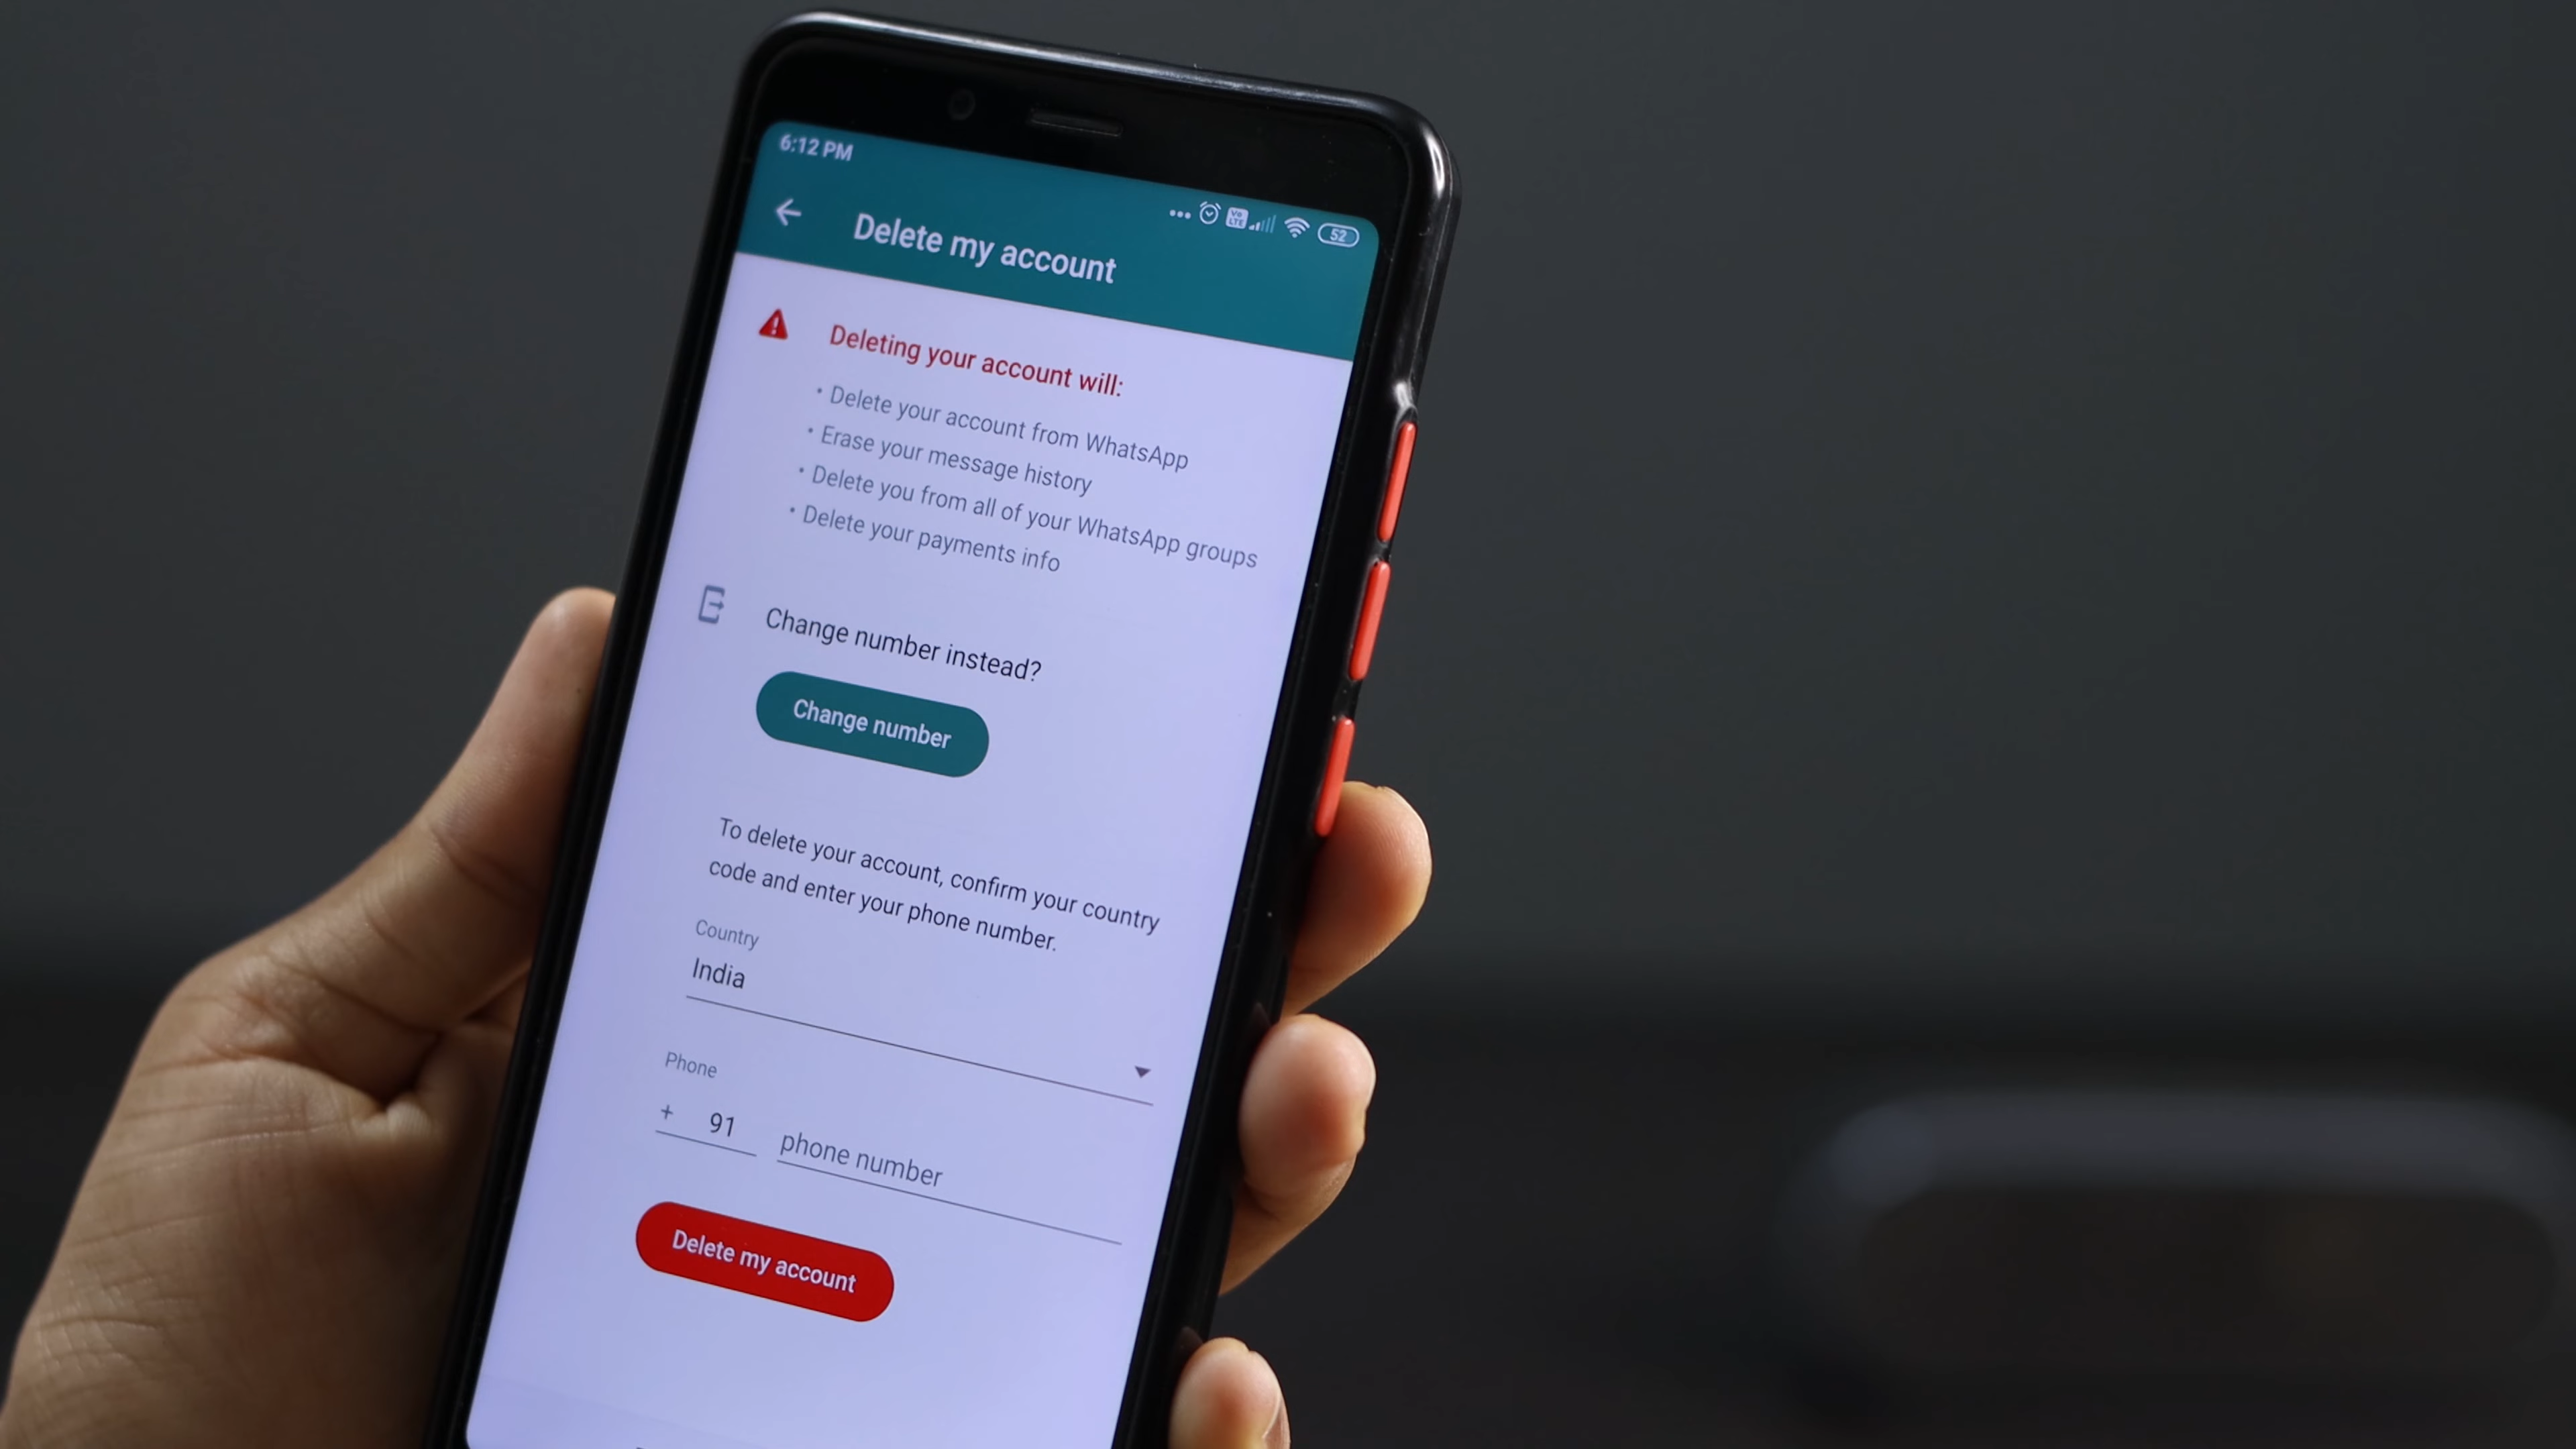 6:12 PM
Vo
LTE
52
Delete my account
Deleting your account will:
• Delete your account from WhatsApp
• Erase your message history
• Delete you from all of your WhatsApp groups
• Delete your payments info
Change number instead?
Change number
To delete your account, confirm your country
code and enter your phone number.
Country
India
Phone
+ 91 phone number
Delete my account